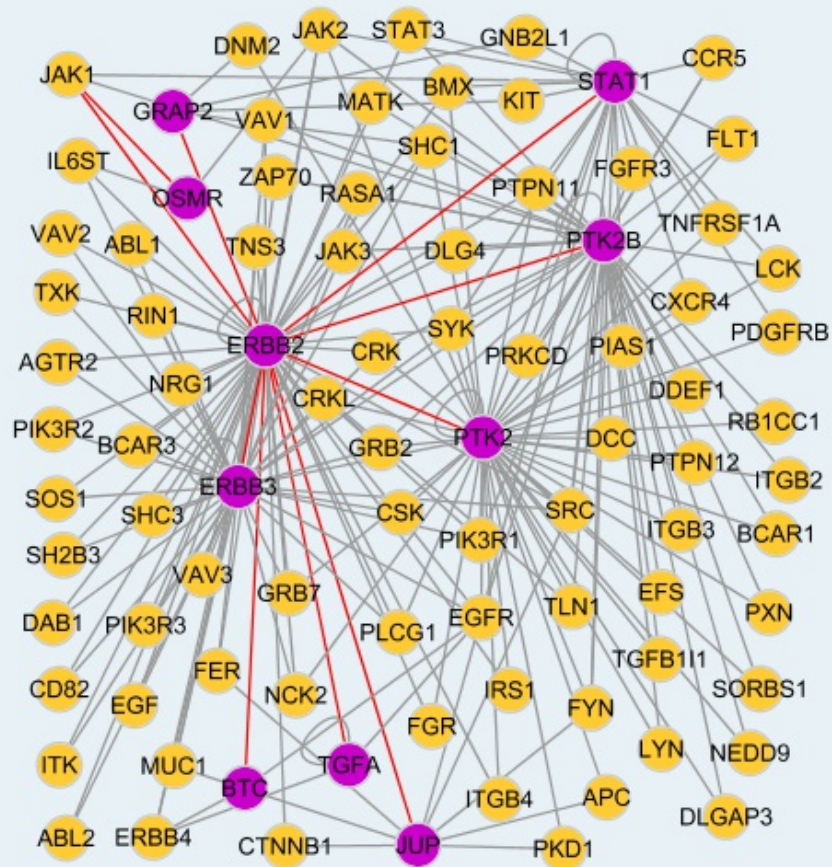 JAK2
STAT3
GNB2L1
DNM2
CCR5
JAK1
STAT1
BMX
KIT
MATK
GRAP2
VAV1
FLT1
SHC1
IL6ST
FGFR3
ZAP70
RASA1
PTPN11
OSMR
TNFRSF1A
VAV2
ABL1
PTK2B
TNS3
JAK3
DLG4
LCK
TXK
CXCR4
RIN1
SYK
PDGFRB
ERBB2
CRK
PRKCD
PIAS1
AGTR2
NRG1
DDEF1
CRKL
RB1CC1
PIK3R2
PTK2
DCC
BCAR3
GRB2
PTPN12
ITGB2
ERBB3
SOS1
SHC3
CSK
SRC
ITGB3
BCAR1
SH2B3
PIK3R1
VAV3
GRB7
EFS
TLN1
PXN
DAB1
PIK3R3
PLCG1
EGFR
TGFB1I1
FER
CD82
NCK2
IRS1
SORBS1
EGF
FYN
FGR
LYN
NEDD9
ITK
MUC1
TGFA
BTC
ITGB4
APC
DLGAP3
ABL2
ERBB4
CTNNB1
JUP
PKD1